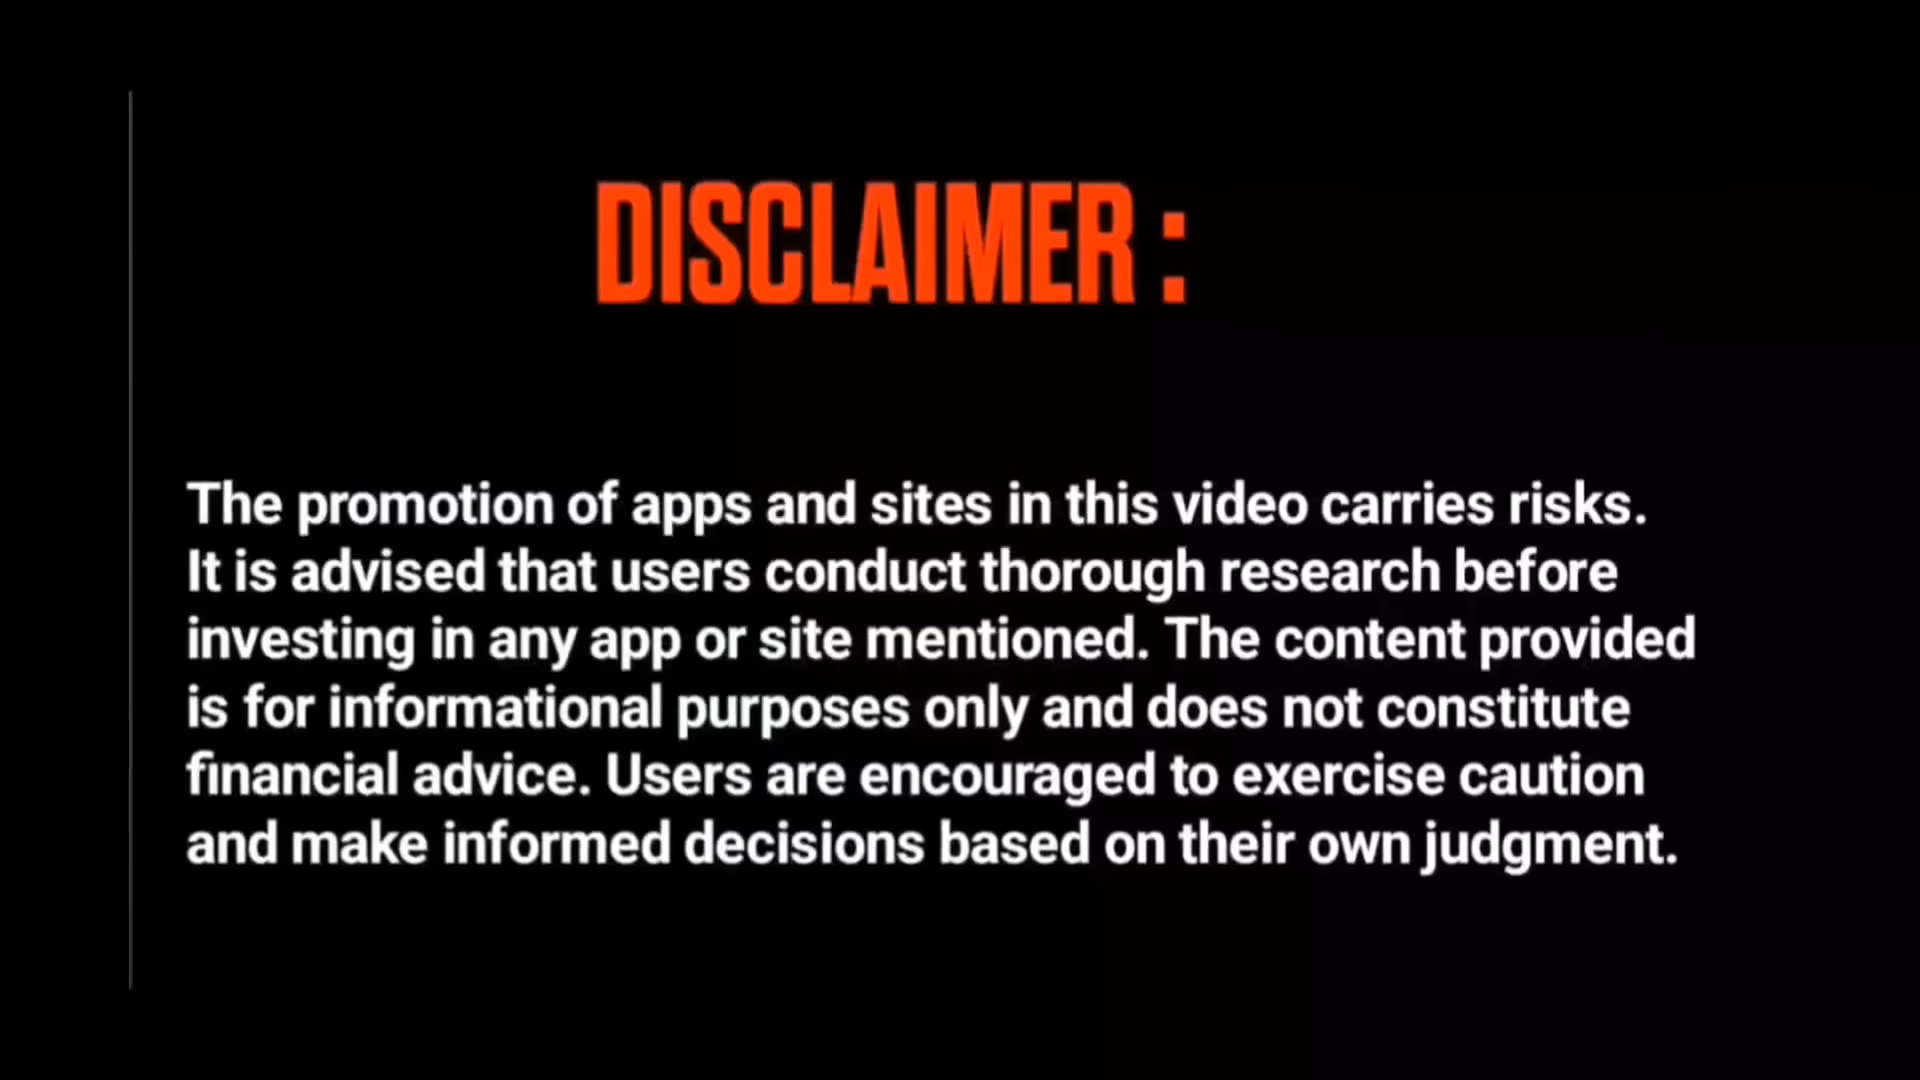 DISCLAIMER :
The promotion of apps and sites in this video carries risks.
It is advised that users conduct thorough research before
investing in any app or site mentioned. The content provided
is for informational purposes only and does not constitute
financial advice. Users are encouraged to exercise caution
and make informed decisions based on their own judgment.